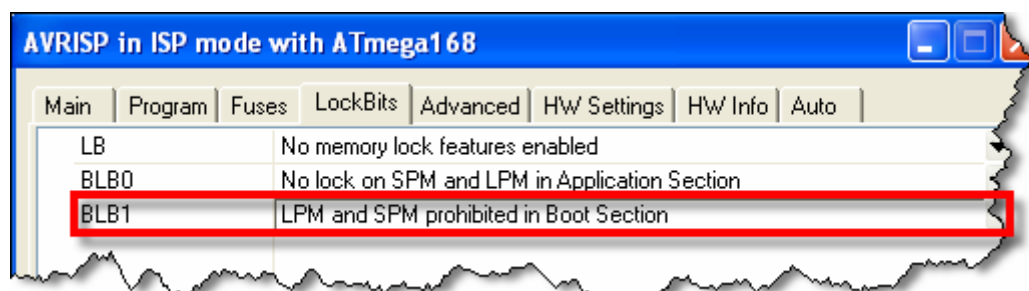 AVRISP in ISP mode with ATmega168
Main Program Fuses LockBits Advanced HW Settings HW Info Auto
LB No memory lock features enabled
BLB0 No lock on SPM and LPM in Application Section
BLB1 LPM and SPM prohibited in Boot Section